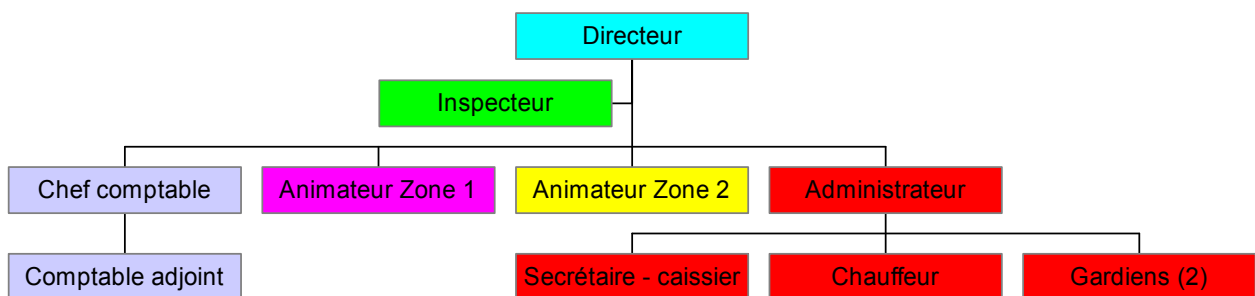 Directeur
Inspecteur
Chef comptable
Animateur Zone 1
Animateur Zone 2
Administrateur
Comptable adjoint
Secrétaire - caissier
Chauffeur
Gardiens (2)